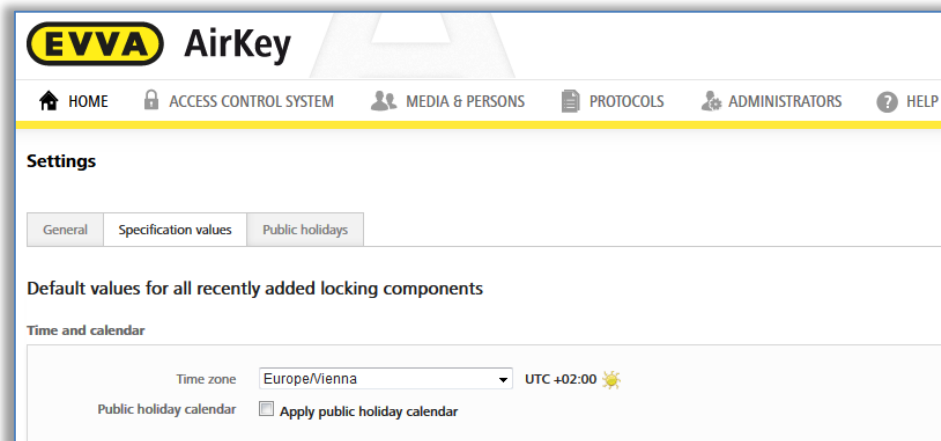 EVVA AirKey
HOME ACCESS CONTROL SYSTEM MEDIA & PERSONS PROTOCOLS ADMINISTRATORS HELP
Settings
General Specification values Public holidays
Default values for all recently added locking components
Time and calendar
Time zone Europe/Vienna UTC +02:00
Public holiday calendar Apply public holiday calendar